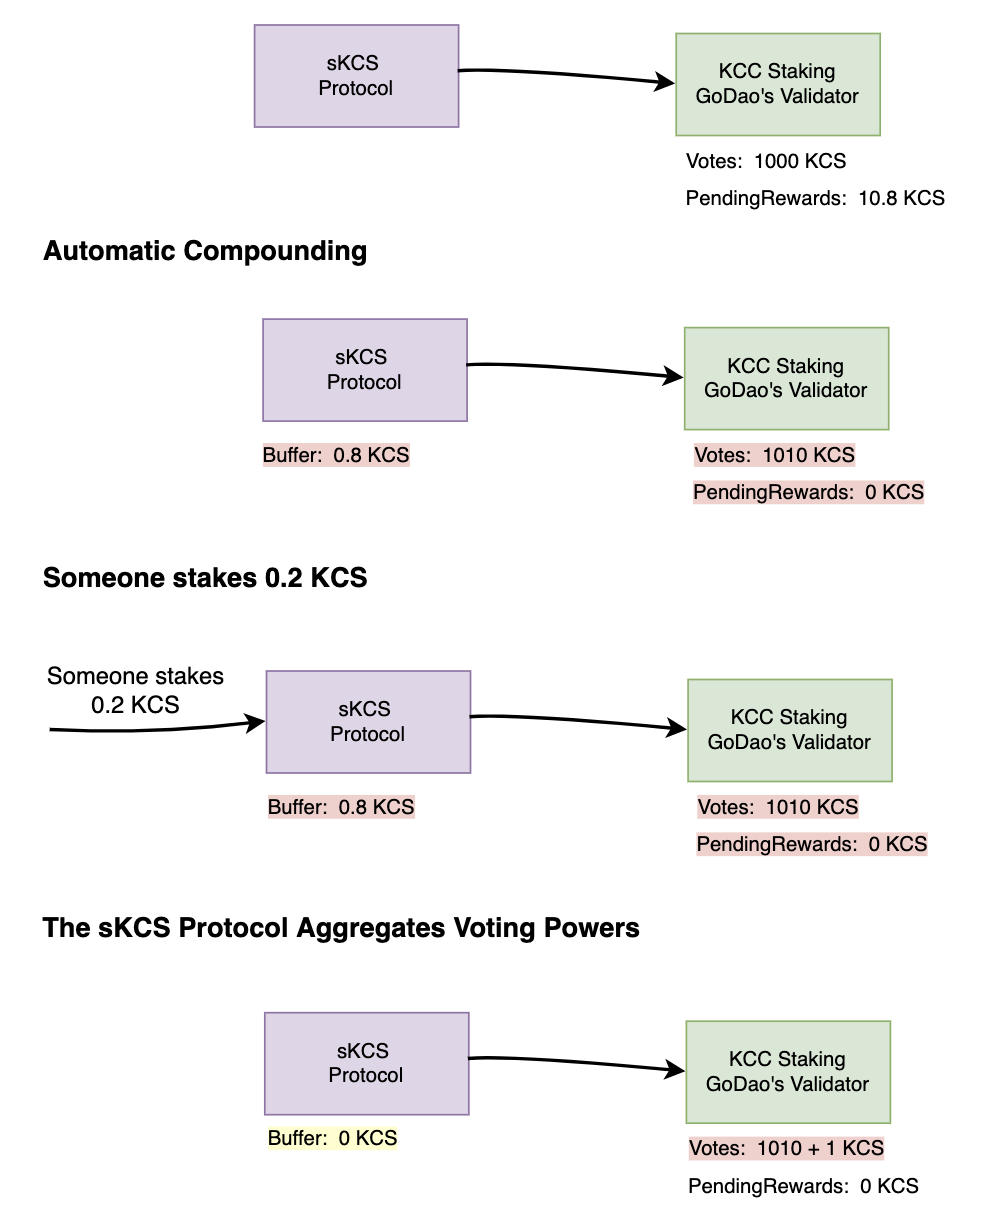 sKCS
Protocol
KCC Staking
GoDao's Validator
Votes:  1000 KCS
PendingRewards:  10.8 KCS
Automatic Compounding
sKCS
Protocol
KCC Staking
GoDao's Validator
Buffer:  0.8 KCS
Votes:  1010 KCS
PendingRewards:  0 KCS
Someone stakes 0.2 KCS
Someone stakes
0.2 KCS
sKCS
Protocol
KCC Staking
GoDao's Validator
Buffer:  0.8 KCS
Votes:  1010 KCS
PendingRewards:  0 KCS
The sKCS Protocol Aggregates Voting Powers
sKCS
Protocol
KCC Staking
GoDao's Validator
Buffer:  0 KCS
Votes:  1010 + 1 KCS
PendingRewards:  0 KCS